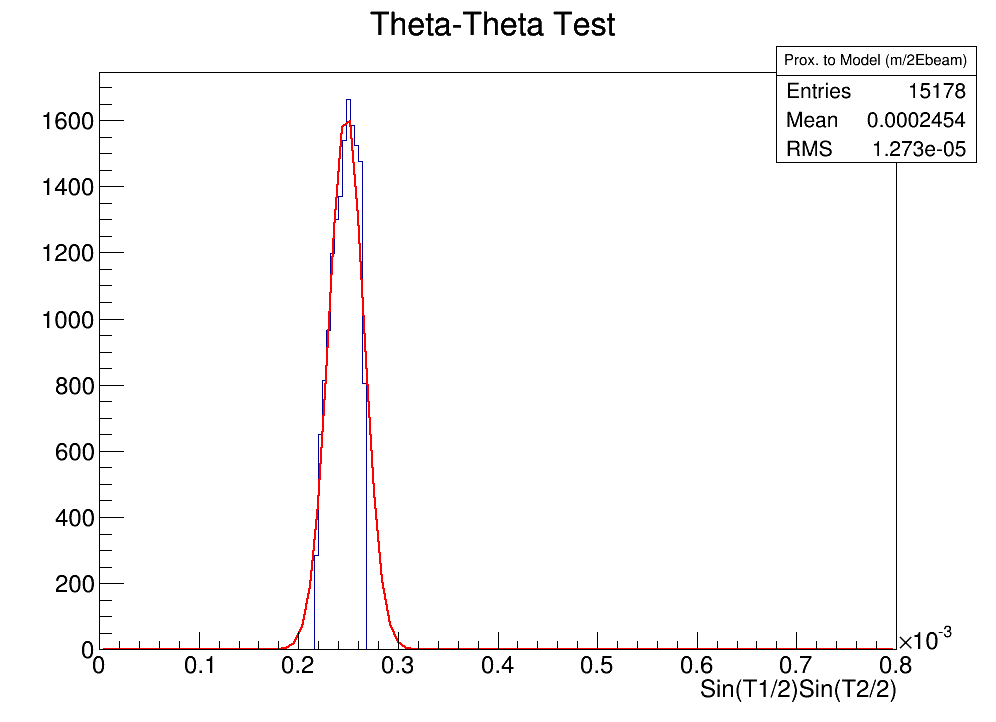 Theta-Theta Test
Prox. to Model (m/2Ebeam)
Entries 15178
Mean 0.0002454
RMS 1.273e-05
1600
1400
1200
1000
800
600
400
200
0
0 0.1 0.2 0.3 0.4 0.5 0.6 0.7 0.8
×10-3
Sin(T1/2)Sin(T2/2)